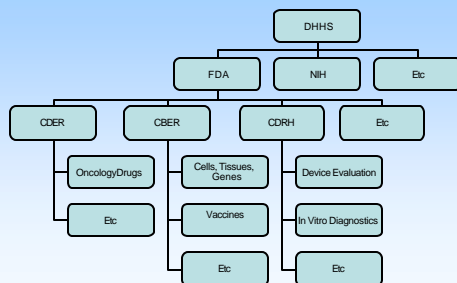 DHHS
FDA
NIH
Etc
CDER
CBER
CDRH
Etc
OncologyDrugs
Etc
Cells, Tissues,
Genes
Vaccines
Etc
Device Evaluation
In Vitro Diagnostics
Etc